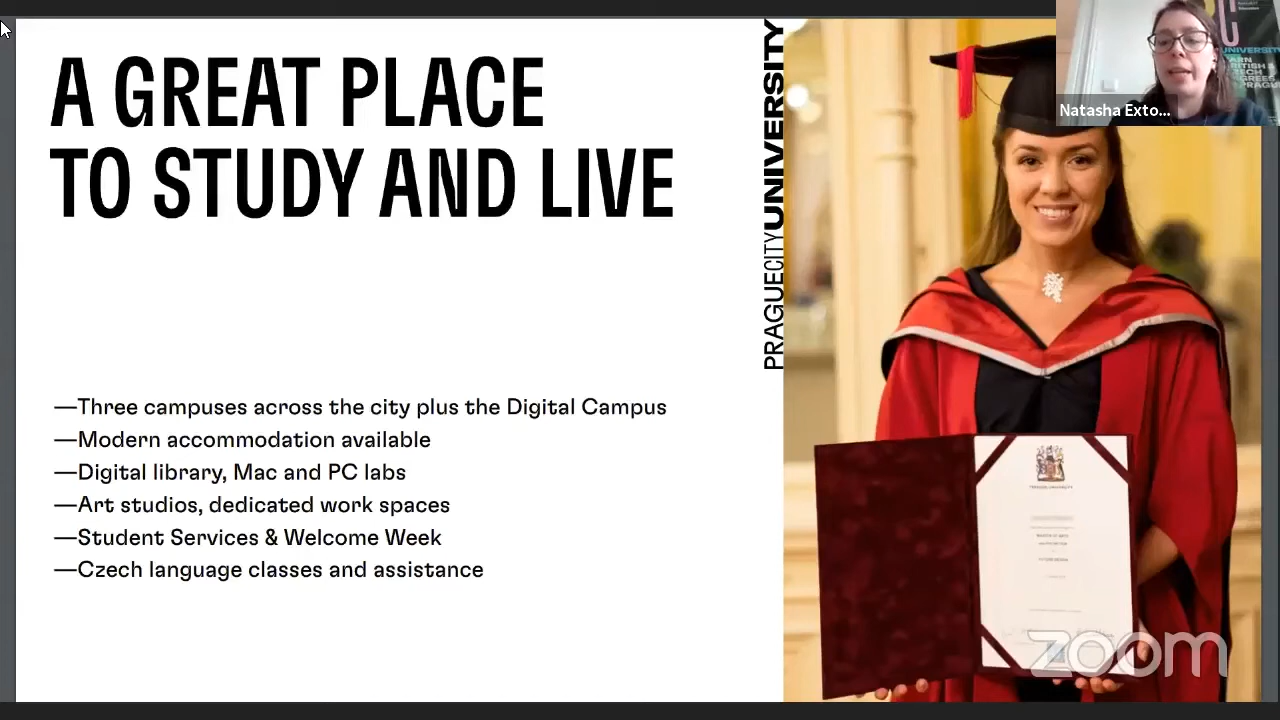 A GREAT PLACE
TO STUDY AND LIVE
PRAGUECITYUNIVERSITY
—Three campuses across the city plus the Digital Campus
—Modern accommodation available
—Digital library, Mac and PC labs
—Art studios, dedicated work spaces
—Student Services & Welcome Week
—Czech language classes and assistance
Natasha Exto...
UNIVERSITY
zoom